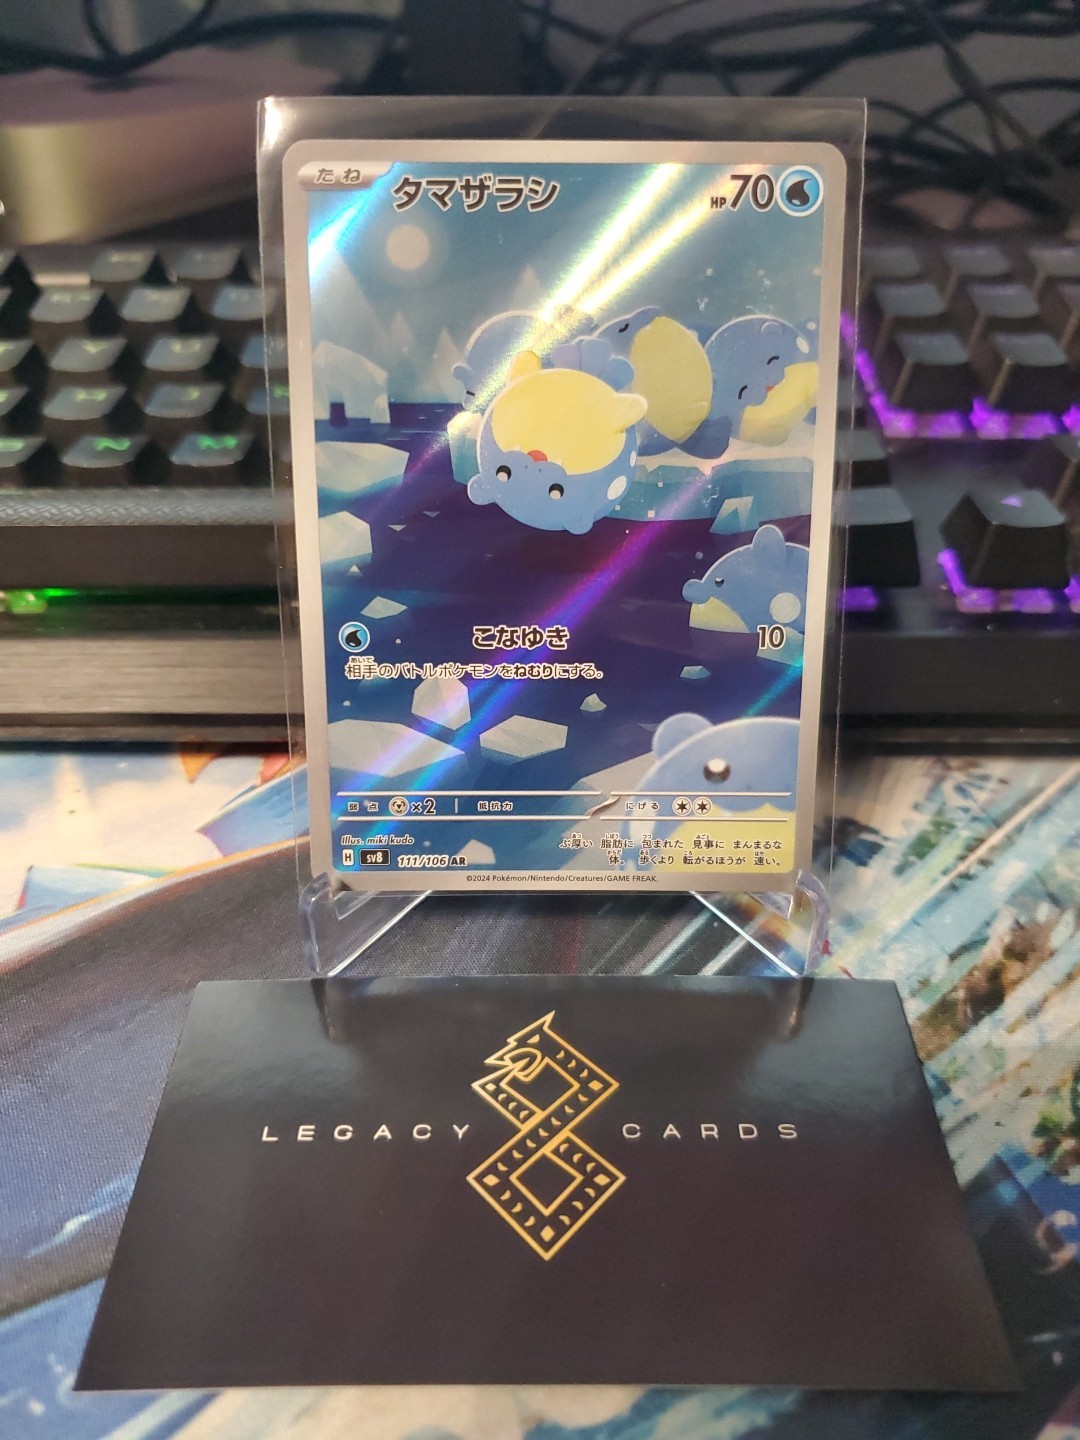 たね タマザラシ HP70
こなゆき 10
相手のバトルポケモンをねむりにする。
弱点 ×2 抵抗力 にげる
Illus. miki kudo
ぶ厚い 脂肪に 包まれた 見事に まんまるな
体。 歩くより 転がるほうが 速い。
H sv8 111/106 AR
©2024 Pokémon/Nintendo/Creatures/GAME FREAK.
LEGACY CARDS